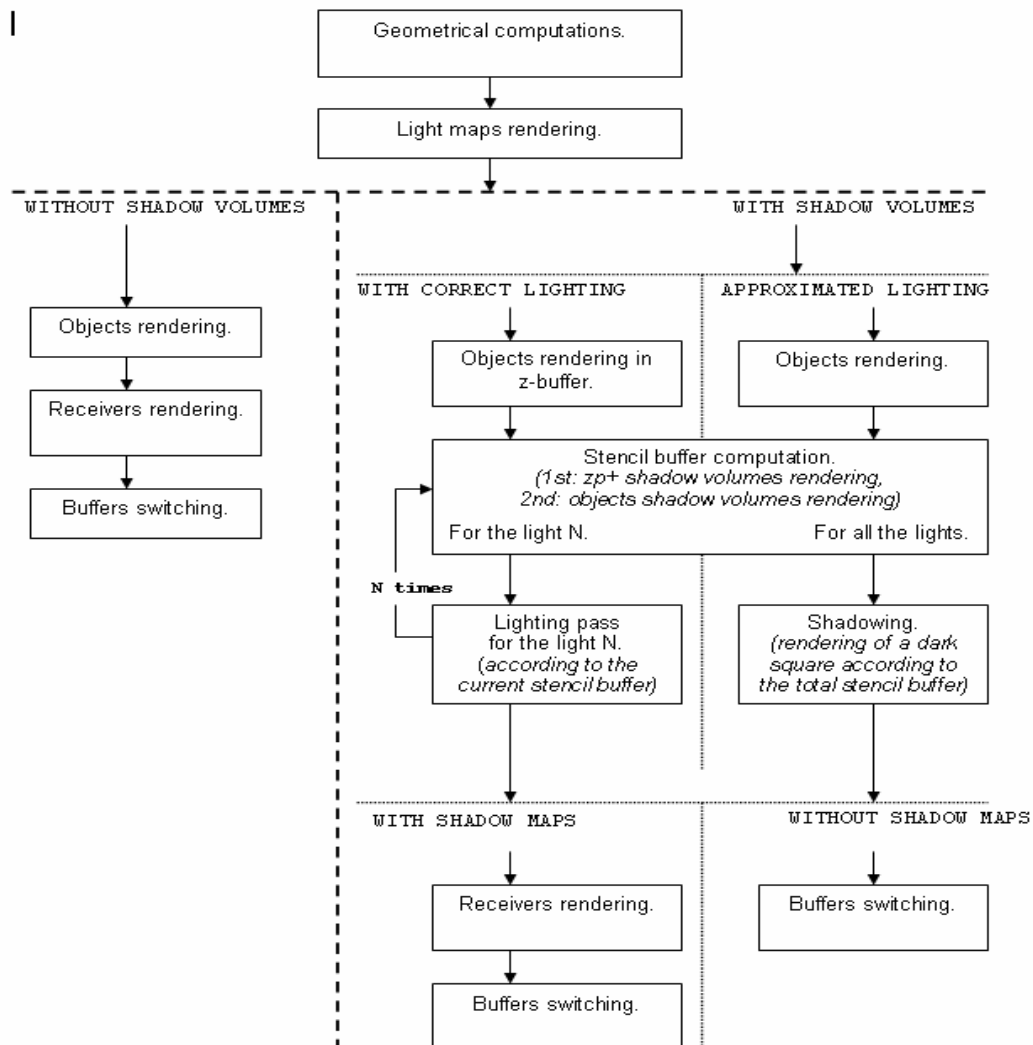 I
Geometrical computations.
Light maps rendering.
WITHOUT SHADOW VOLUMES
WITH SHADOW VOLUMES
Objects rendering.
Receivers rendering.
Buffers switching.
WITH CORRECT LIGHTING
APPROXIMATED LIGHTING
Objects rendering in
z-buffer.
Objects rendering.
Stencil buffer computation.
(1st: zp+ shadow volumes rendering,
2nd: objects shadow volumes rendering)
For the light N.
For all the lights.
N times
Lighting pass
for the light N.
(according to the
current stencil buffer)
Shadowing.
(rendering of a dark
square according to
the total stencil buffer)
WITH SHADOW MAPS
WITHOUT SHADOW MAPS
Receivers rendering.
Buffers switching.
Buffers switching.